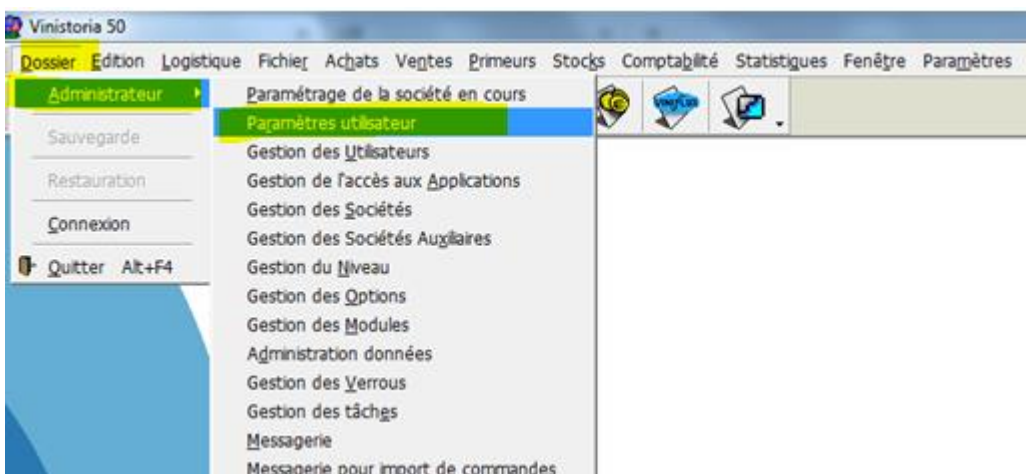 Vinistoria 50
Dossier Edition Logistique Fichier Achats Ventes Primeurs Stocks Comptabilité Statistiques Fenêtre Paramètres
Administrateur
Sauvegarde
Restauration
Connexion
Quitter Alt+F4
Paramétrage de la société en cours
Paramètres utilisateur
Gestion des Utilisateurs
Gestion de l'accès aux Applications
Gestion des Sociétés
Gestion des Sociétés Auxiliaires
Gestion du Niveau
Gestion des Options
Gestion des Modules
Administration données
Gestion des Verrous
Gestion des tâches
Messagerie
Messagerie pour import de commandes
VINIFLUX